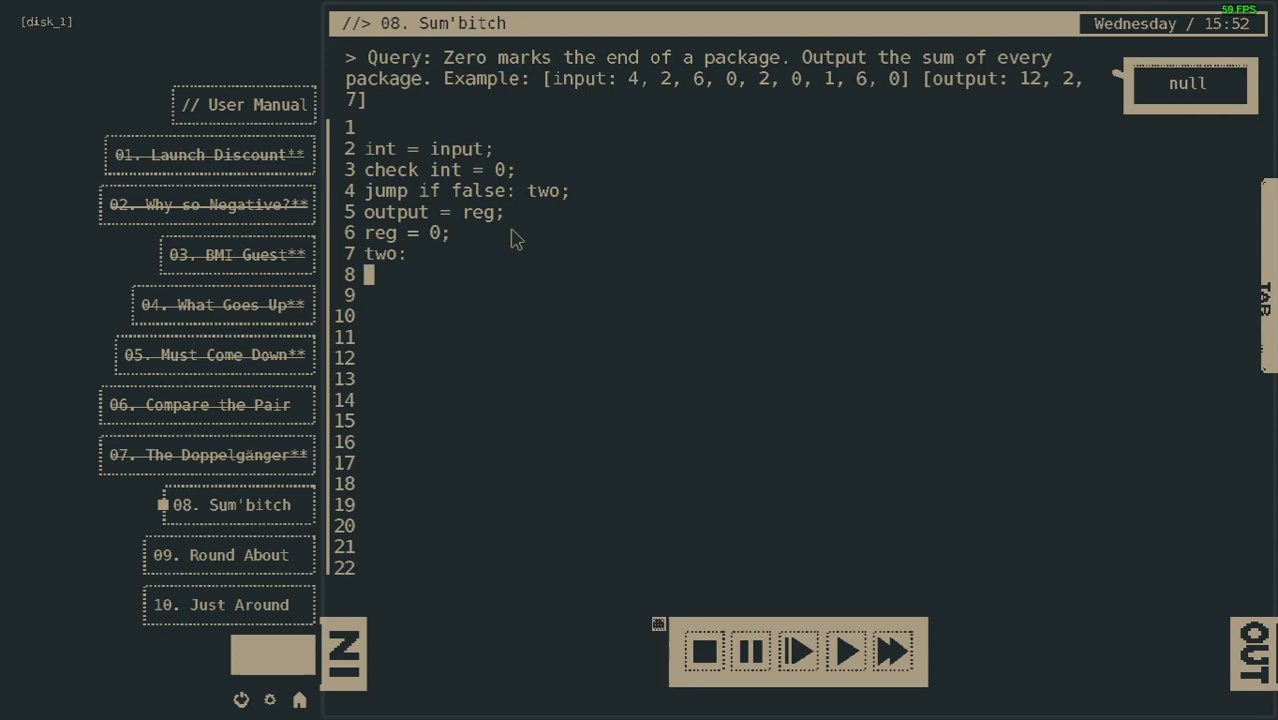 [disk_1]
59 FPS
//> 08. Sum'bitch
Wednesday / 15:52
> Query: Zero marks the end of a package. Output the sum of every
package. Example: [input: 4, 2, 6, 0, 2, 0, 1, 6, 0] [output: 12, 2,
7]
null
// User Manual
01. Launch Discount**
02. Why so Negative?**
03. BMI Guest**
04. What Goes Up**
05. Must Come Down**
06. Compare the Pair
07. The Doppelgänger**
08. Sum'bitch
09. Round About
10. Just Around
1
2 int = input;
3 check int = 0;
4 jump if false: two;
5 output = reg;
6 reg = 0;
7 two:
8
9
10
11
12
13
14
15
16
17
18
19
20
21
22
TAB
IN
OUT